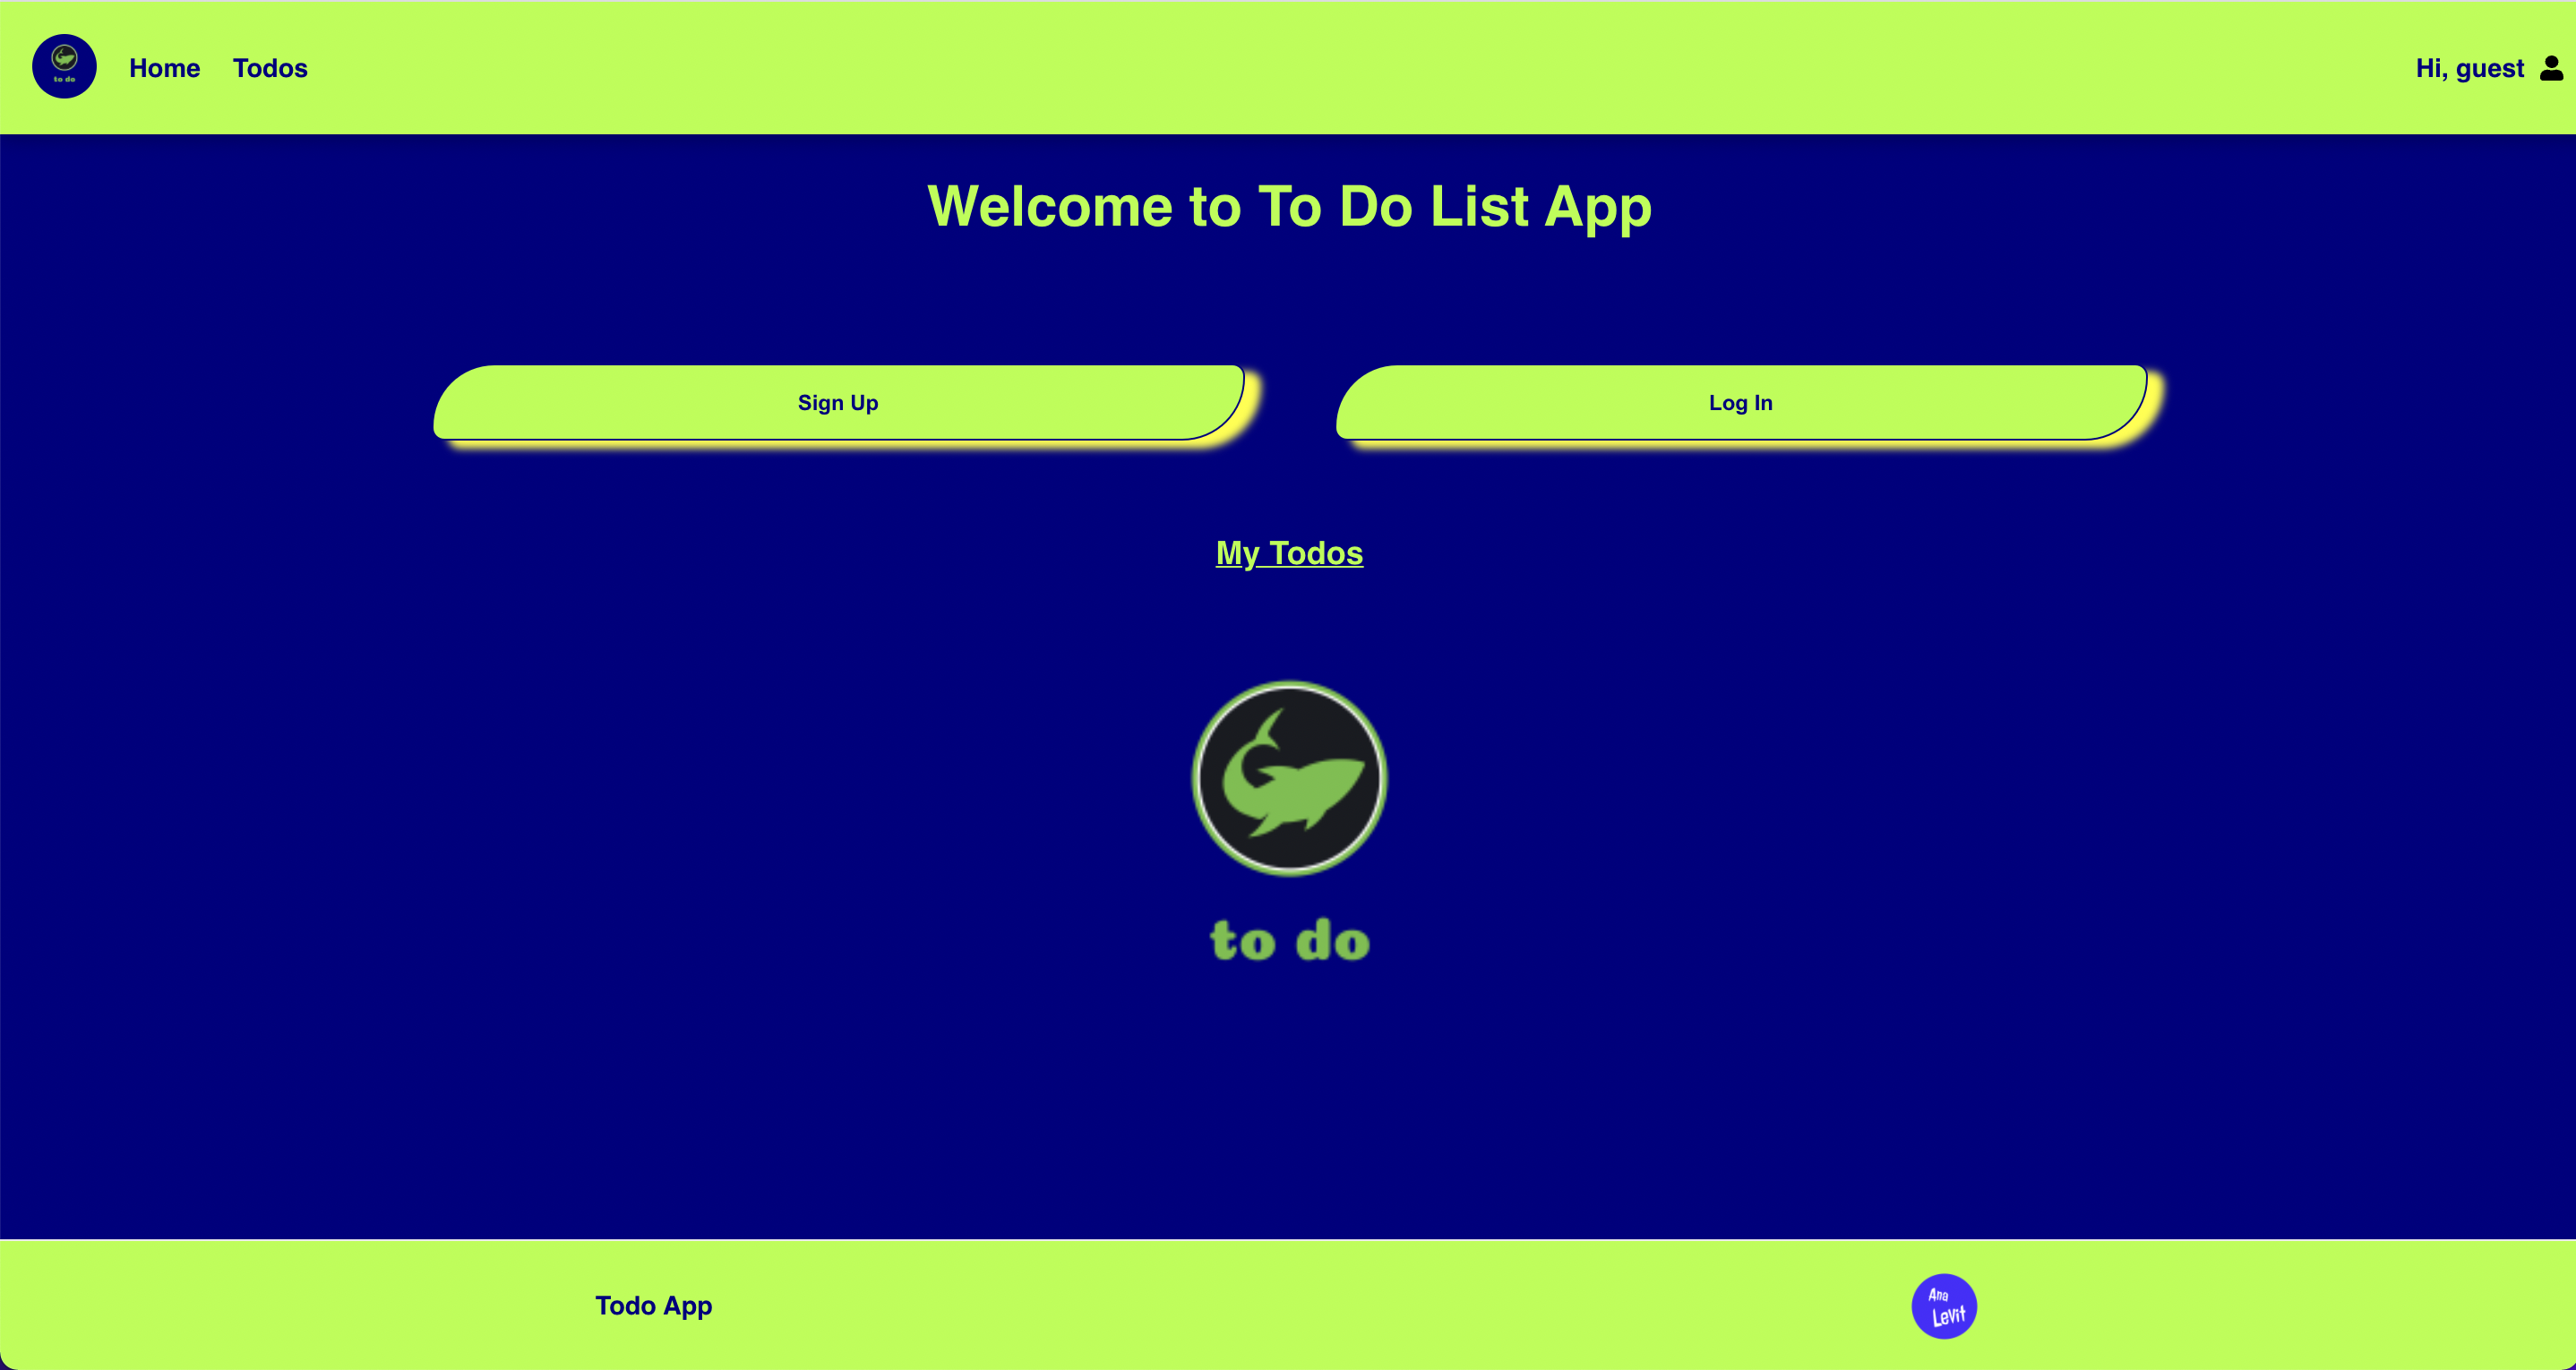 to do
Home Todos Hi, guest
Welcome to To Do List App
Sign Up Log In
My Todos
to do
Todo App
Ana
Levit